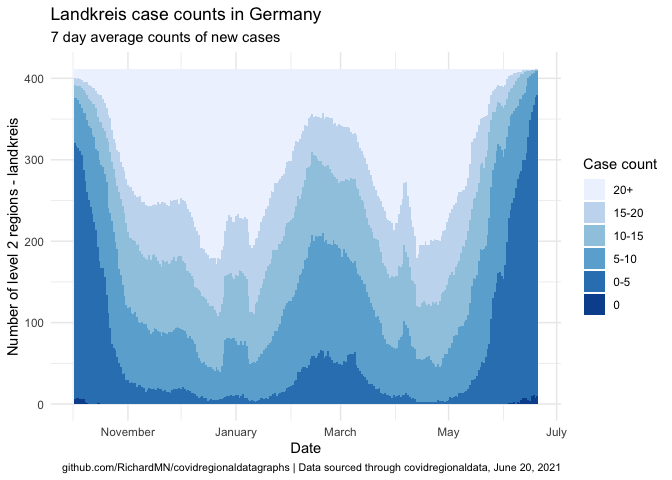 Landkreis case counts in Germany
7 day average counts of new cases
Number of level 2 regions - landkreis
400
300
200
100
0
November
January
March
May
July
Date
Case count
20+
15-20
10-15
5-10
0-5
0
github.com/RichardMN/covidregionaldatagraphs | Data sourced through covidregionaldata, June 20, 2021